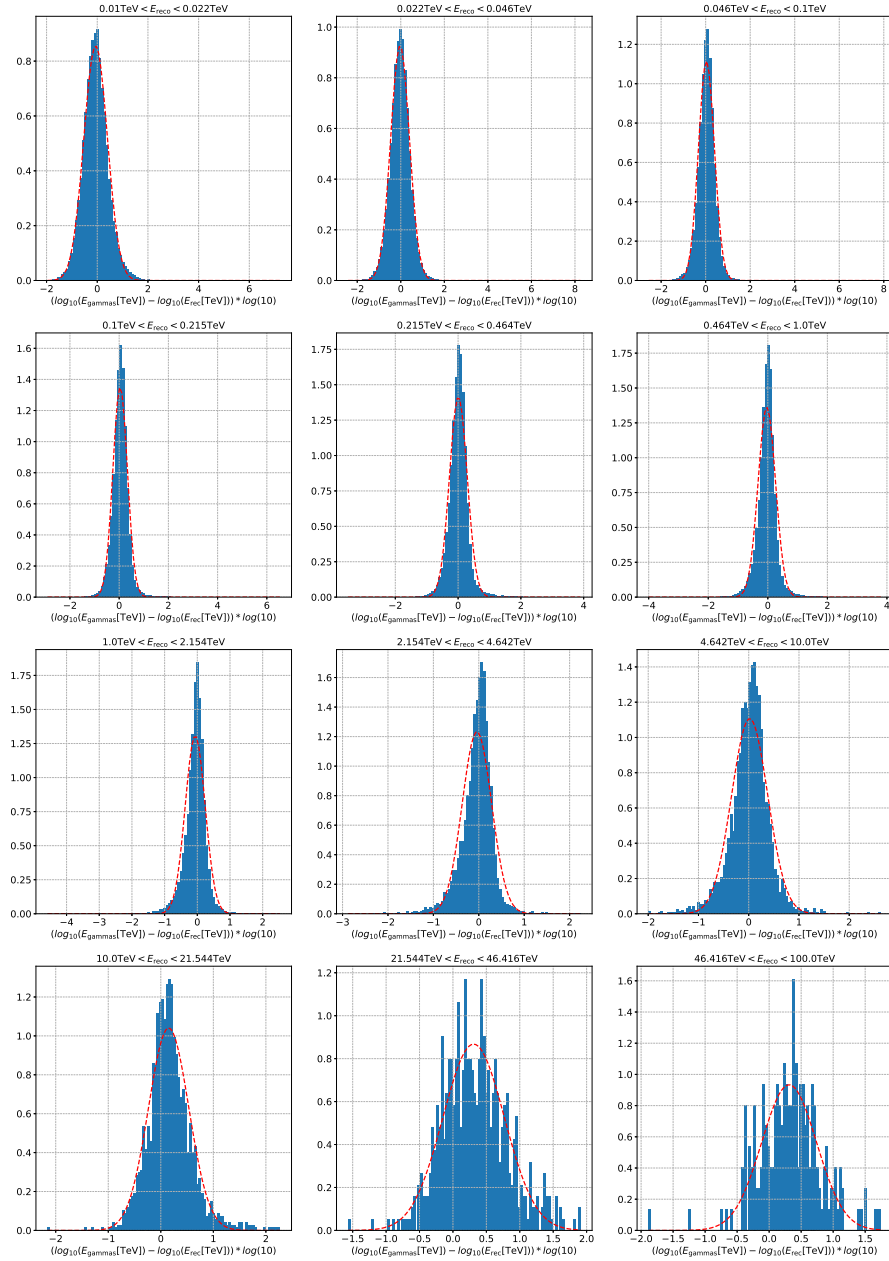 0.01TeV < E_reco < 0.022TeV
0.022TeV < E_reco < 0.046TeV
0.046TeV < E_reco < 0.1TeV
0.8
0.6
0.4
0.2
0.0
−2 0 2 4 6
(log10(E_gammas[TeV]) − log10(E_rec[TeV])) * log(10)
1.0
0.8
0.6
0.4
0.2
0.0
−2 0 2 4 6 8
(log10(E_gammas[TeV]) − log10(E_rec[TeV])) * log(10)
1.2
1.0
0.8
0.6
0.4
0.2
0.0
−2 0 2 4 6 8
(log10(E_gammas[TeV]) − log10(E_rec[TeV])) * log(10)
0.1TeV < E_reco < 0.215TeV
0.215TeV < E_reco < 0.464TeV
0.464TeV < E_reco < 1.0TeV
1.6
1.4
1.2
1.0
0.8
0.6
0.4
0.2
0.0
−2 0 2 4 6
(log10(E_gammas[TeV]) − log10(E_rec[TeV])) * log(10)
1.75
1.50
1.25
1.00
0.75
0.50
0.25
0.00
−2 0 2 4
(log10(E_gammas[TeV]) − log10(E_rec[TeV])) * log(10)
1.75
1.50
1.25
1.00
0.75
0.50
0.25
0.00
−4 −2 0 2 4
(log10(E_gammas[TeV]) − log10(E_rec[TeV])) * log(10)
1.0TeV < E_reco < 2.154TeV
2.154TeV < E_reco < 4.642TeV
4.642TeV < E_reco < 10.0TeV
1.75
1.50
1.25
1.00
0.75
0.50
0.25
0.00
−4 −3 −2 −1 0 1 2
(log10(E_gammas[TeV]) − log10(E_rec[TeV])) * log(10)
1.6
1.4
1.2
1.0
0.8
0.6
0.4
0.2
0.0
−3 −2 −1 0 1 2
(log10(E_gammas[TeV]) − log10(E_rec[TeV])) * log(10)
1.4
1.2
1.0
0.8
0.6
0.4
0.2
0.0
−2 −1 0 1 2
(log10(E_gammas[TeV]) − log10(E_rec[TeV])) * log(10)
10.0TeV < E_reco < 21.544TeV
21.544TeV < E_reco < 46.416TeV
46.416TeV < E_reco < 100.0TeV
1.2
1.0
0.8
0.6
0.4
0.2
0.0
−2 −1 0 1 2
(log10(E_gammas[TeV]) − log10(E_rec[TeV])) * log(10)
1.2
1.0
0.8
0.6
0.4
0.2
0.0
−1.5 −1.0 −0.5 0.0 0.5 1.0 1.5 2.0
(log10(E_gammas[TeV]) − log10(E_rec[TeV])) * log(10)
1.6
1.4
1.2
1.0
0.8
0.6
0.4
0.2
0.0
−2.0 −1.5 −1.0 −0.5 0.0 0.5 1.0 1.5
(log10(E_gammas[TeV]) − log10(E_rec[TeV])) * log(10)